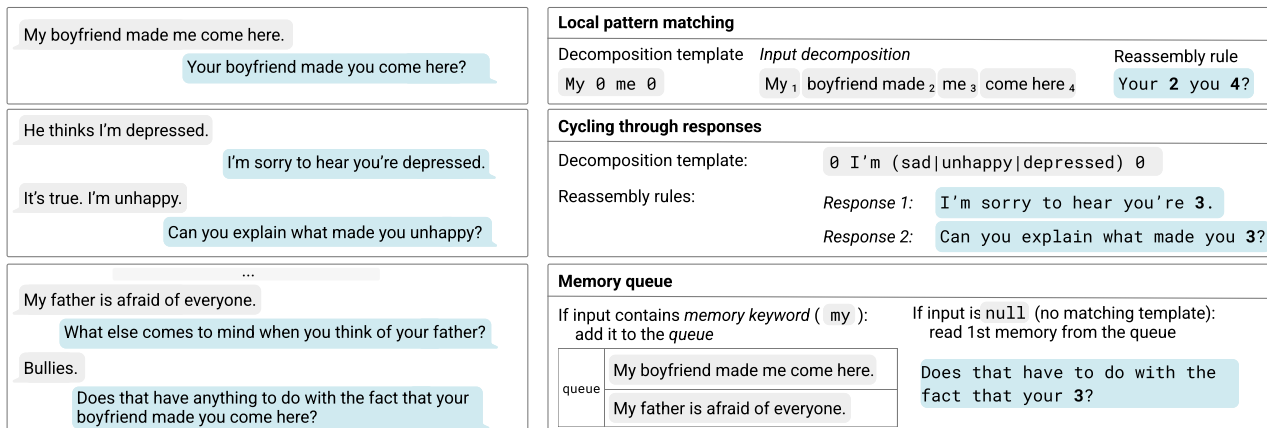 My boyfriend made me come here.
Your boyfriend made you come here?
He thinks I’m depressed.
I’m sorry to hear you’re depressed.
It’s true. I’m unhappy.
Can you explain what made you unhappy?
...
My father is afraid of everyone.
What else comes to mind when you think of your father?
Bullies.
Does that have anything to do with the fact that your
boyfriend made you come here?
Local pattern matching
Decomposition template Input decomposition Reassembly rule
My 0 me 0 My 1 boyfriend made 2 me 3 come here 4 Your 2 you 4?
Cycling through responses
Decomposition template: 0 I’m (sad|unhappy|depressed) 0
Reassembly rules: Response 1: I’m sorry to hear you’re 3.
Response 2: Can you explain what made you 3?
Memory queue
If input contains memory keyword ( my ):
add it to the queue
queue
My boyfriend made me come here.
My father is afraid of everyone.
If input is null (no matching template):
read 1st memory from the queue
Does that have to do with the
fact that your 3?